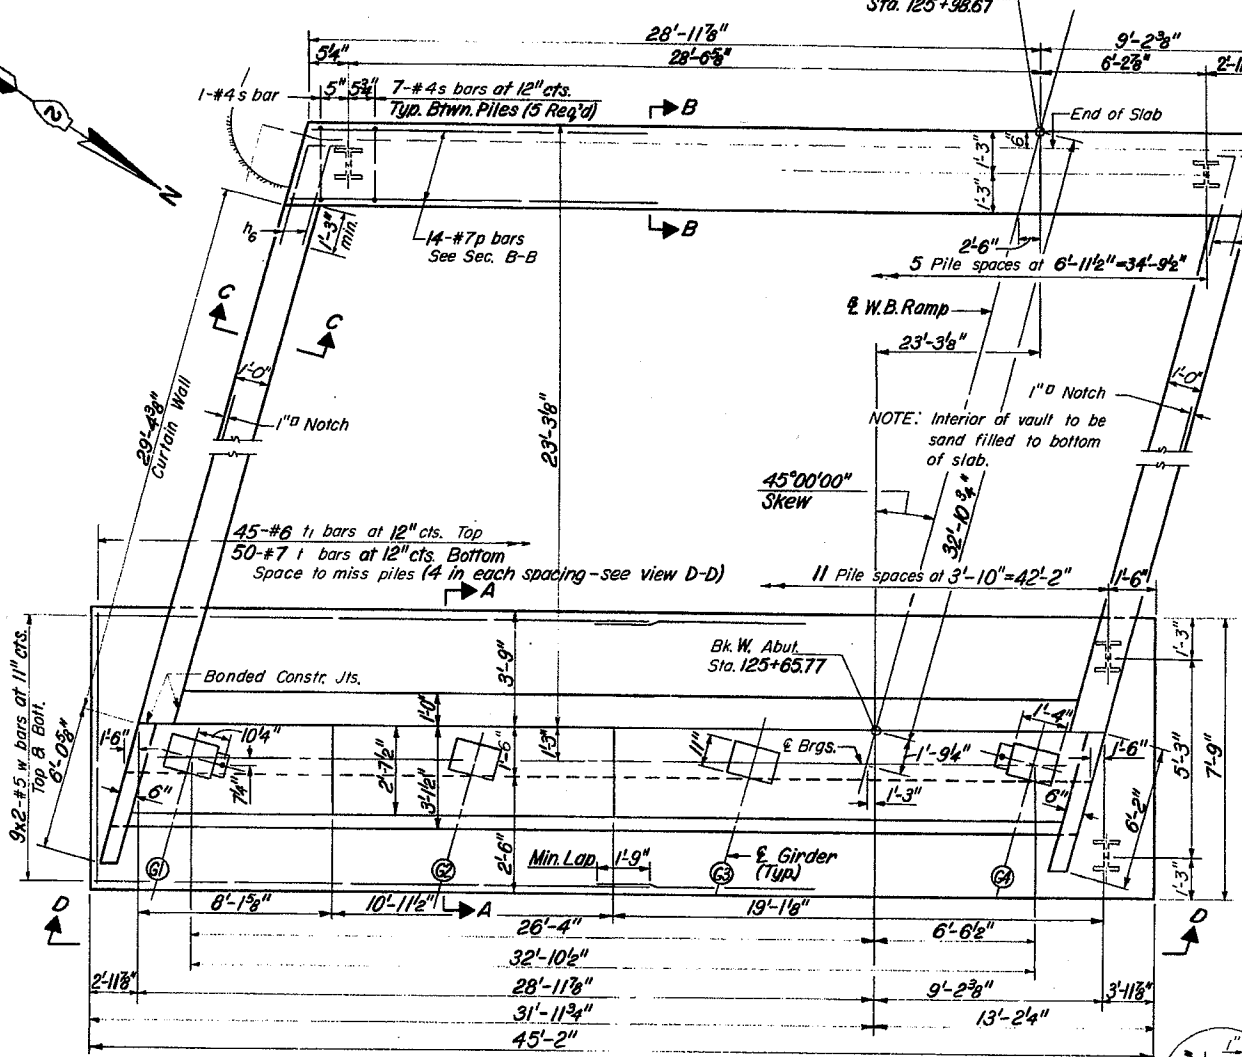 Sta. 125+98.67
28'-11⅞"
9'-2⅜"
5¼"
28'-6⅝"
6'-2⅞"
1-#4 s bar
5"
5¾"
7-#4 s bars at 12" cts.
Typ. Btwn. Piles (5 Req'd)
B
End of Slab
2
N
6"
1'-3"
1'-3"
h6
1'-3"
min.
14-#7 p bars
See Sec. B-B
B
2'-6"
5 Pile spaces at 6'-11½"=34'-9½"
C
C
℄ W.B. Ramp
23'-3⅛"
1'-0"
1'-0"
1"□ Notch
1"□ Notch
29'-4⅜"
Curtain Wall
23'-3⅛"
NOTE: Interior of vault to be
sand filled to bottom
of slab.
45°00'00"
Skew
32'-10¾"
45-#6 t1 bars at 12" cts. Top
50-#7 t bars at 12" cts. Bottom
Space to miss piles (4 in each spacing-see view D-D)
11 Pile spaces at 3'-10"=42'-2"
1'-6"
A
9x2-#5 w bars at 11" cts.
Top & Bott.
3'-9"
Bk. W. Abut.
Sta. 125+65.77
1'-3"
Bonded Constr. Jts.
1'-0"
1'-4"
6'-0⅝"
1'-6"
10¼"
1'-6"
1'-3"
11"
℄ Brgs.
1'-9¼"
1'-6"
5'-3"
7'-9"
2'-7½"
3'-1½"
7¼"
6"
1'-3"
6"
6'-2"
2'-6"
Min. Lap
1'-9"
℄ Girder
(Typ.)
G1
G2
G3
G4
1'-3"
D
8'-1⅝"
10'-11½"
A
19'-1⅛"
D
26'-4"
6'-6½"
32'-10½"
2'-11⅞"
28'-11⅞"
9'-2⅜"
3'-11⅞"
31'-11¾"
13'-2¼"
45'-2"